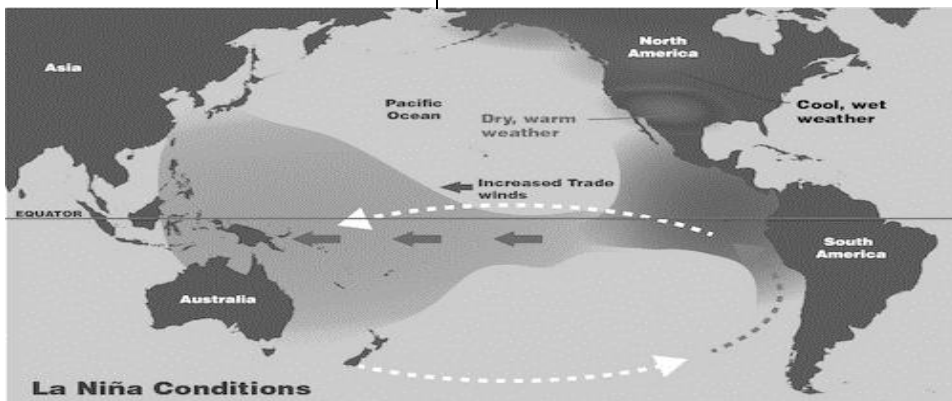 Asia
North
America
Pacific
Ocean
Cool, wet
weather
Dry, warm
weather
Increased Trade
winds
EQUATOR
South
America
Australia
La Niña Conditions